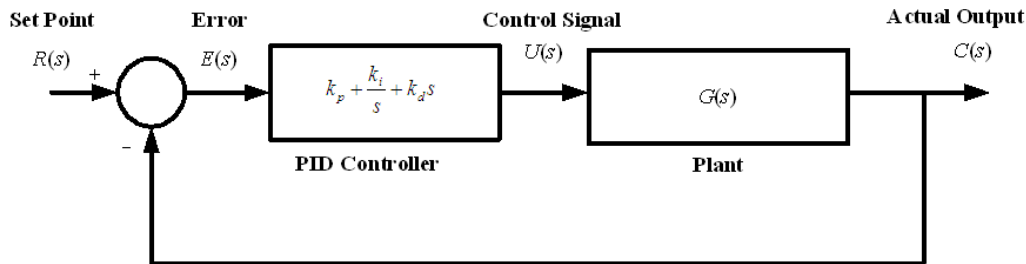 Set Point
Error
Control Signal
Actual Output
R(s)
E(s)
U(s)
C(s)
+
k_p + k_i/s + k_d s
G(s)
−
PID Controller
Plant